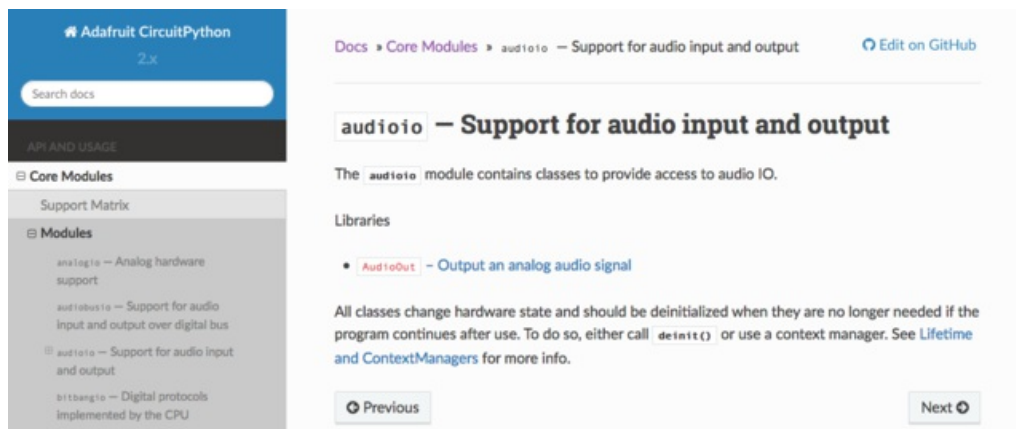 Adafruit CircuitPython
2.x
Search docs
API AND USAGE
Core Modules
Support Matrix
Modules
analogio — Analog hardware
support
audiobusio — Support for audio
input and output over digital bus
audioio — Support for audio input
and output
bitbangio — Digital protocols
implemented by the CPU
Docs » Core Modules » audioio — Support for audio input and output
Edit on GitHub
audioio — Support for audio input and output
The audioio module contains classes to provide access to audio IO.
Libraries
• AudioOut – Output an analog audio signal
All classes change hardware state and should be deinitialized when they are no longer needed if the
program continues after use. To do so, either call deinit() or use a context manager. See Lifetime
and ContextManagers for more info.
Previous
Next